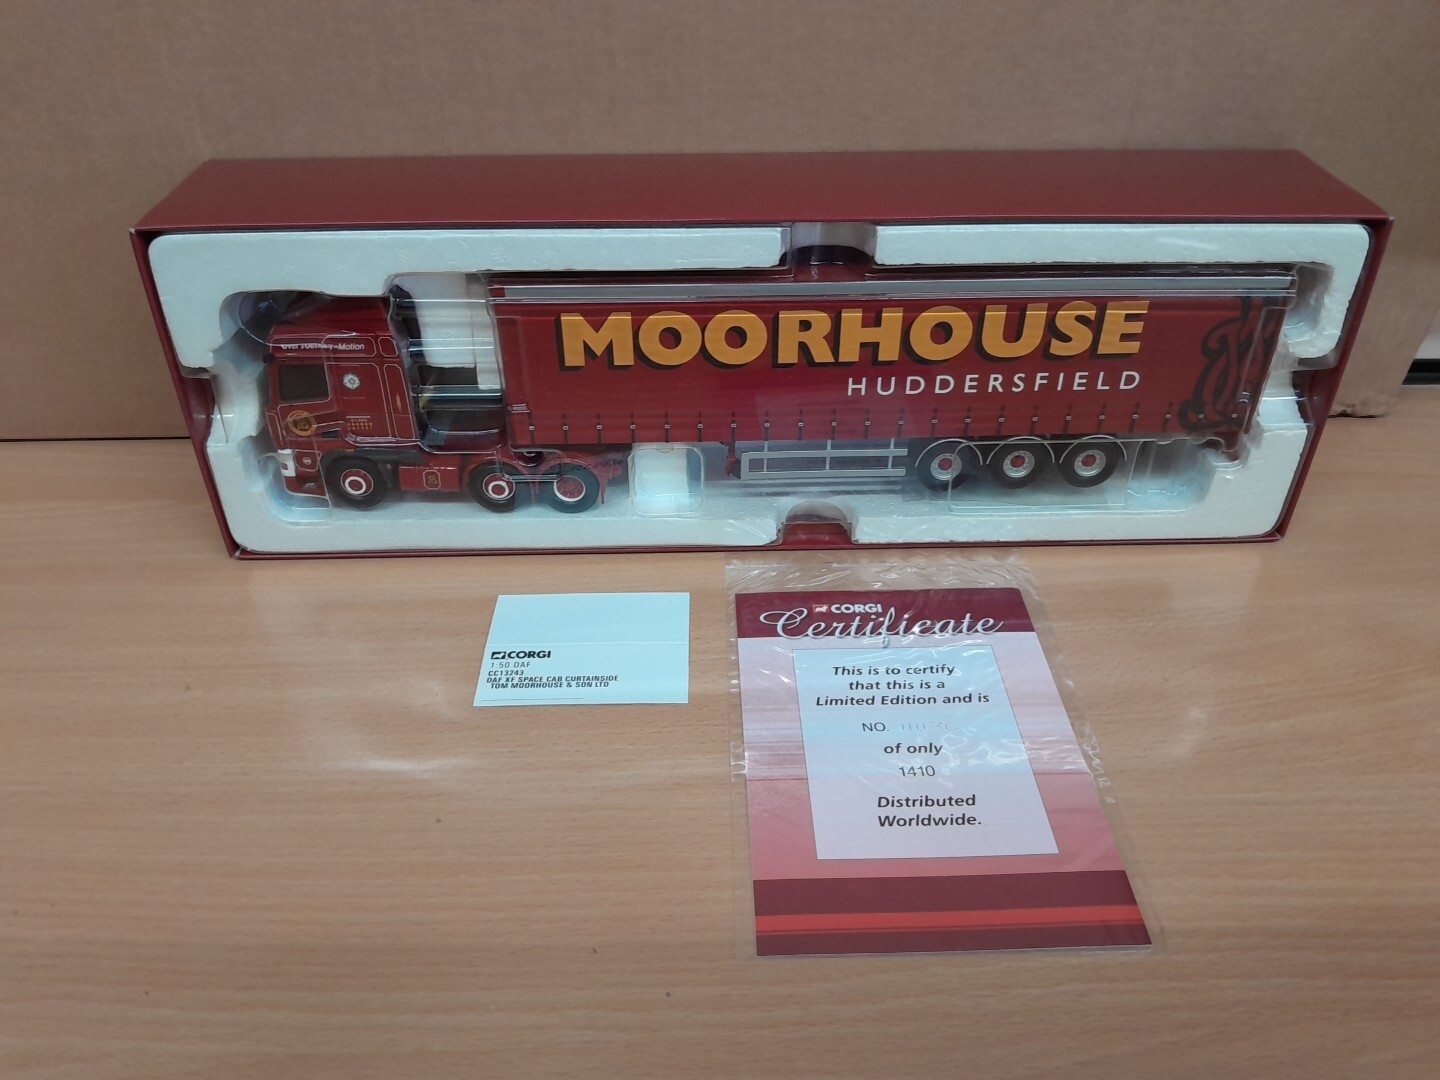 MOORHOUSE
HUDDERSFIELD
-Motion
CORGI
1:50 DAF
CC13243
DAF XF SPACE CAB CURTAINSIDE
TOM MOORHOUSE & SON LTD
CORGI
Certificate
This is to certify
that this is a
Limited Edition and is
NO.
of only
1410
Distributed
Worldwide.